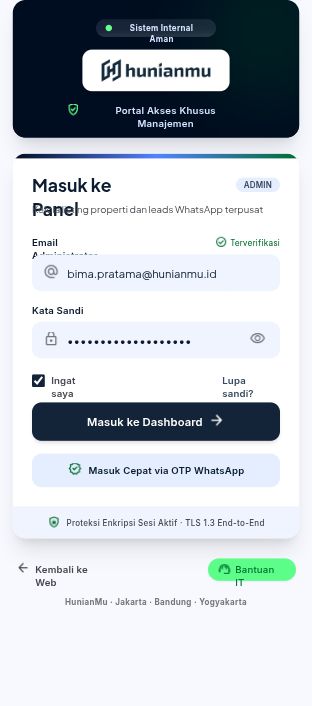 Sistem Internal
Aman
hunianmu
Portal Akses Khusus
Manajemen
Masuk ke
Panel
ADMIN
properti dan leads WhatsApp terpusat
Email
Terverifikasi
bima.pratama@hunianmu.id
Kata Sandi
Ingat
saya
Lupa
sandi?
Masuk ke Dashboard
Masuk Cepat via OTP WhatsApp
Proteksi Enkripsi Sesi Aktif · TLS 1.3 End-to-End
Kembali ke
Web
Bantuan
IT
HunianMu · Jakarta · Bandung · Yogyakarta